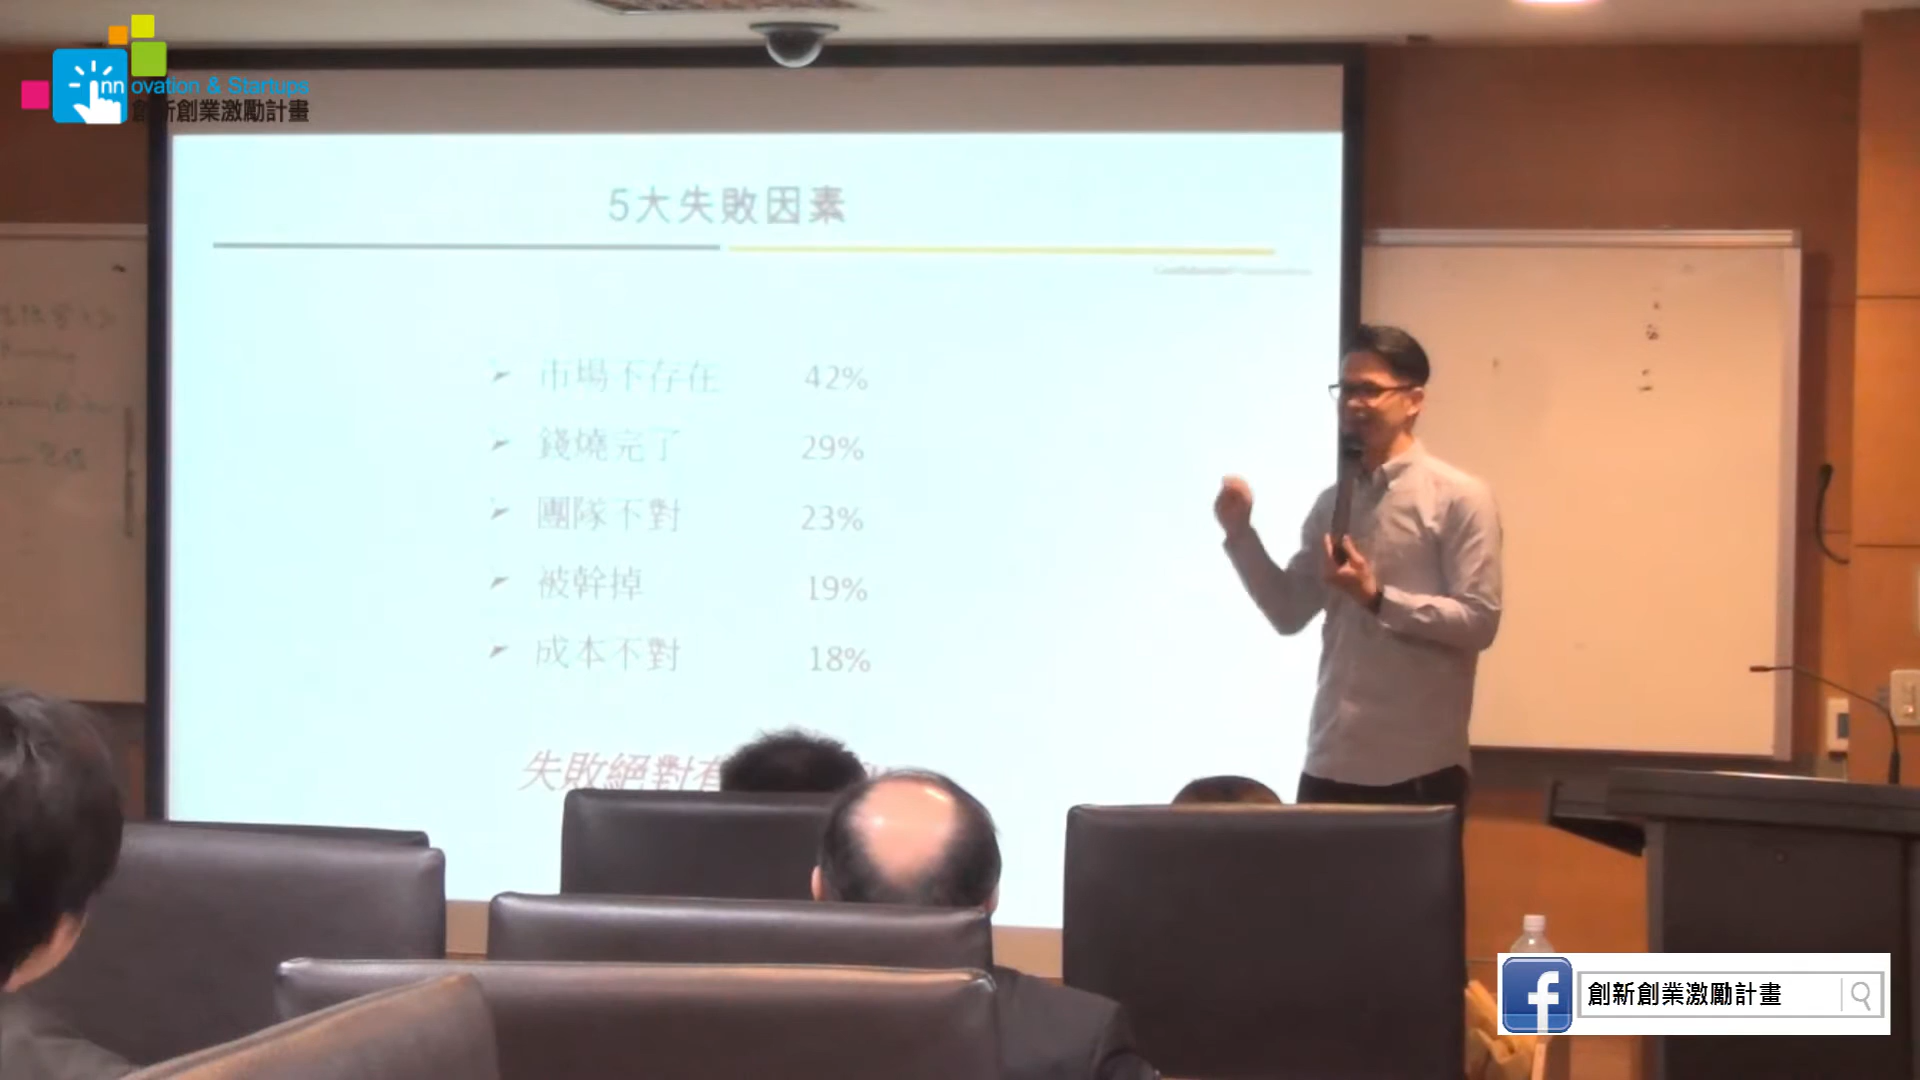 innovation & Startups
創新創業激勵計畫
5大失敗因素
市場不存在 42%
錢燒完了 29%
團隊不對 23%
被幹掉 19%
成本不對 18%
失敗絕對有
創新創業激勵計畫